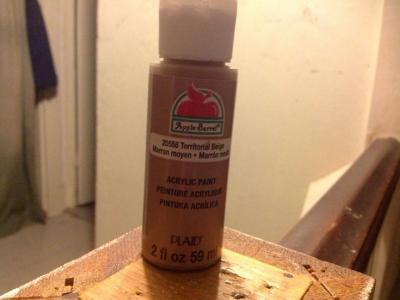 Apple Barrel
20558 Territorial Beige
Marron moyen • Marrón medio
ACRYLIC PAINT
PEINTURE ACRYLIQUE
PINTURA ACRÍLICA
PLAID
2 fl oz 59 ml